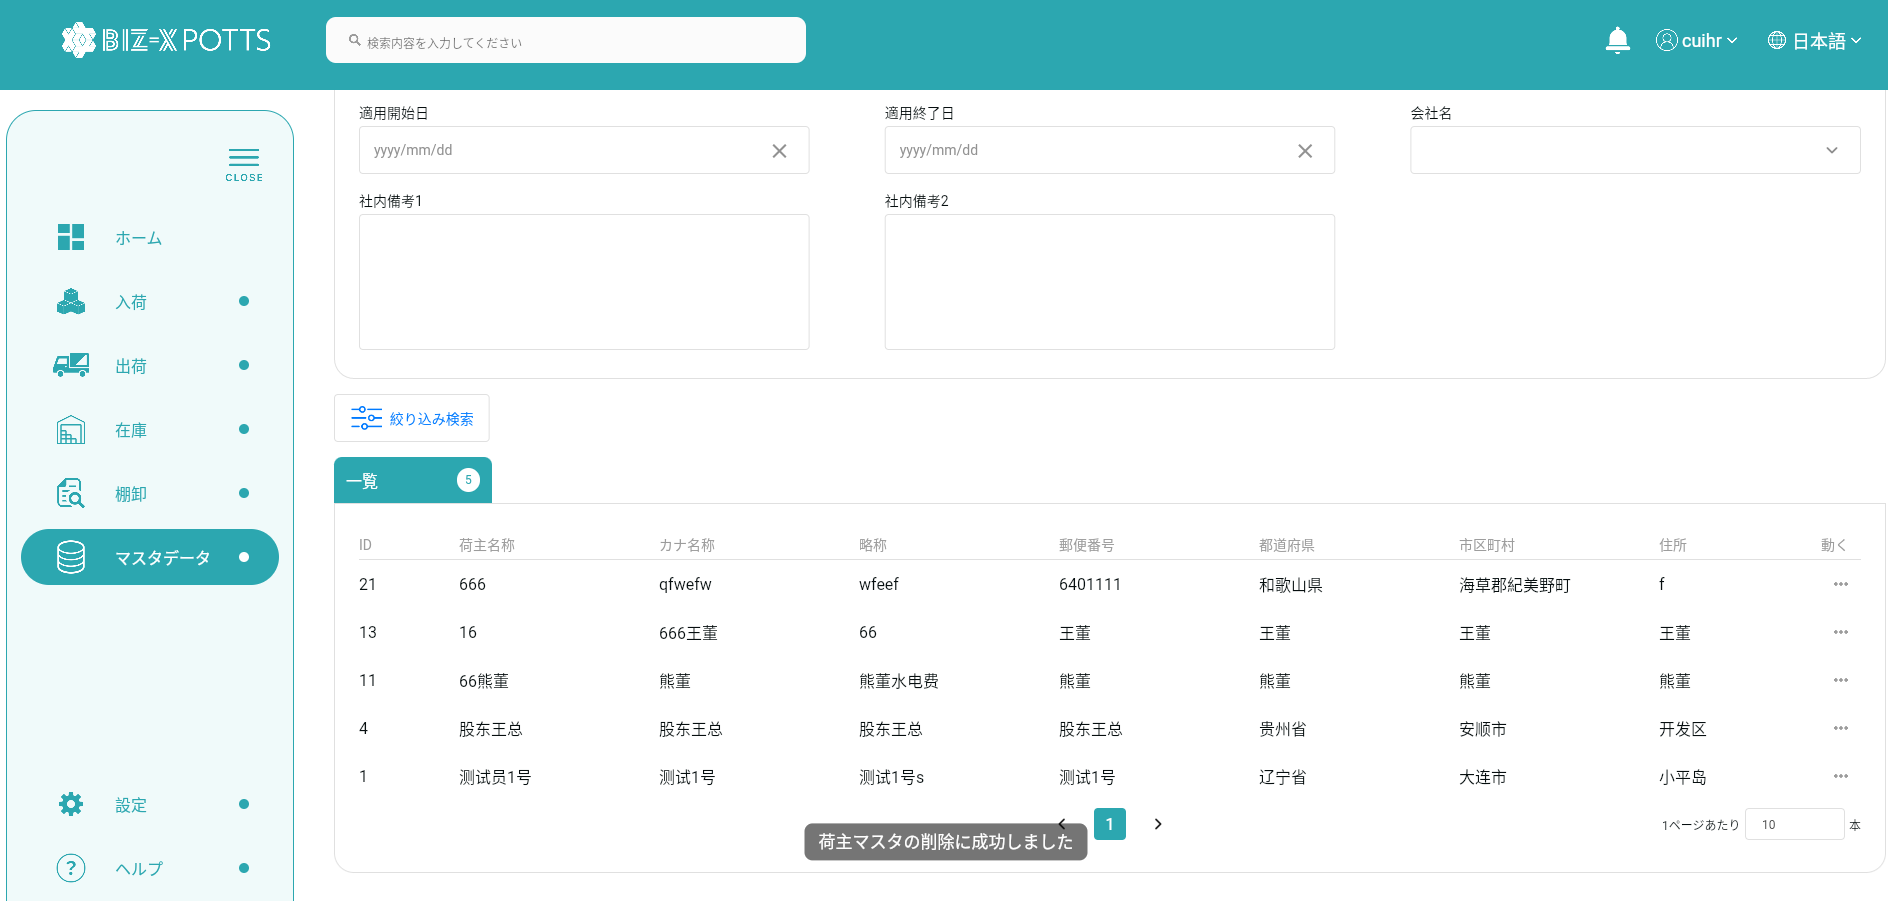 BIZ-X POTTS
検索内容を入力してください
cuihr
日本語
CLOSE
ホーム
入荷
出荷
在庫
棚卸
マスタデータ
設定
ヘルプ
適用開始日
適用終了日
会社名
yyyy/mm/dd
yyyy/mm/dd
社内備考1
社内備考2
絞り込み検索
一覧 5
ID 荷主名称 カナ名称 略称 郵便番号 都道府県 市区町村 住所 動く
21 666 qfwefw wfeef 6401111 和歌山県 海草郡紀美野町 f
13 16 666王董 66 王董 王董 王董 王董
11 66熊董 熊董 熊董水电费 熊董 熊董 熊董 熊董
4 股东王总 股东王总 股东王总 股东王总 贵州省 安顺市 开发区
1 测试员1号 测试1号 测试1号s 测试1号 辽宁省 大连市 小平岛
1
1ページあたり 10 本
荷主マスタの削除に成功しました